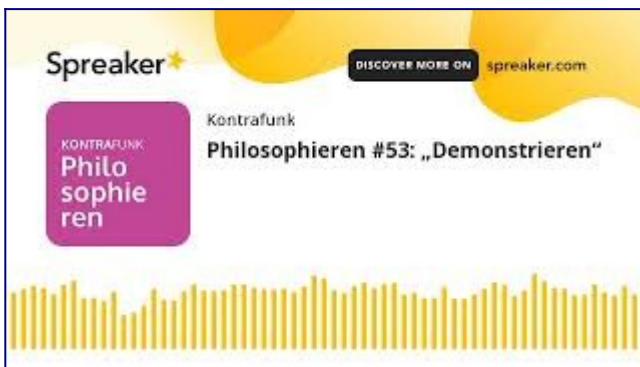 Spreaker
DISCOVER MORE ON spreaker.com
KONTRAFUNK
Philo
sophie
ren
Kontrafunk
Philosophieren #53: „Demonstrieren“